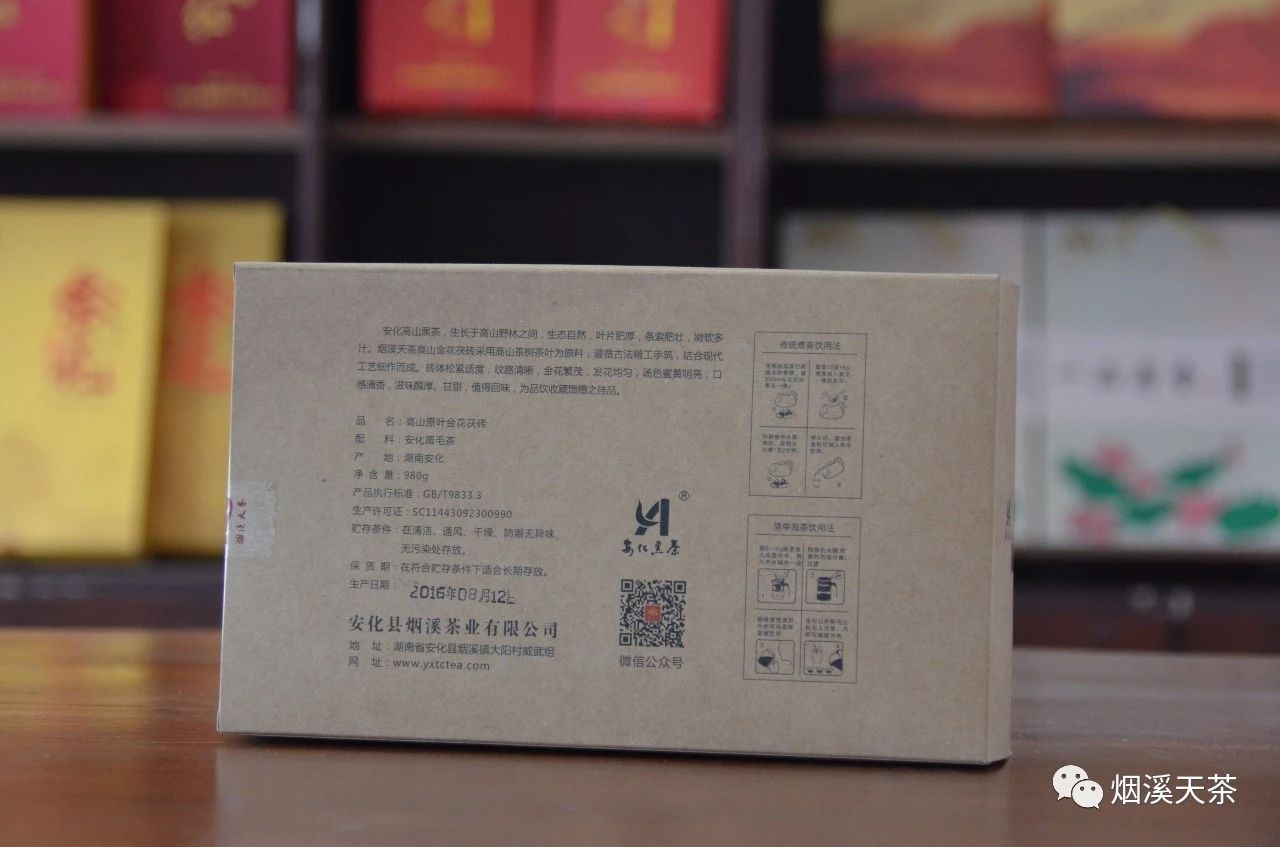 安化高山黑茶，生长于高山野林之间，生态自然，叶片肥厚，条索肥壮，嫩软多
汁。烟溪天茶高山金花茯砖采用高山茶树茶叶为原料，遵循古法精工手筑，结合现代
工艺细作而成。砖体松紧适度，纹路清晰，金花繁茂，发花均匀；汤色蜜黄明亮，口
感清香，滋味醇厚、甘甜，值得回味，为品饮收藏馈赠之佳品。
品　名：高山原叶金花茯砖
配　料：安化黑毛茶
产　地：湖南安化
净 含 量：980g
产品执行标准：GB/T9833.3
生产许可证：SC11443092300990
贮存条件：在清洁、通风、干燥、防潮无异味、
无污染处存放。
保 质 期：在符合贮存条件下适合长期存放。
生产日期：2016年08月12
安化县烟溪茶业有限公司
地　址：湖南省安化县烟溪镇大阳村威武组
网　址：www.yxtctea.com
®
安化黑茶
微信公众号
传统煮茶饮用法
简单泡茶饮用法
烟溪天茶